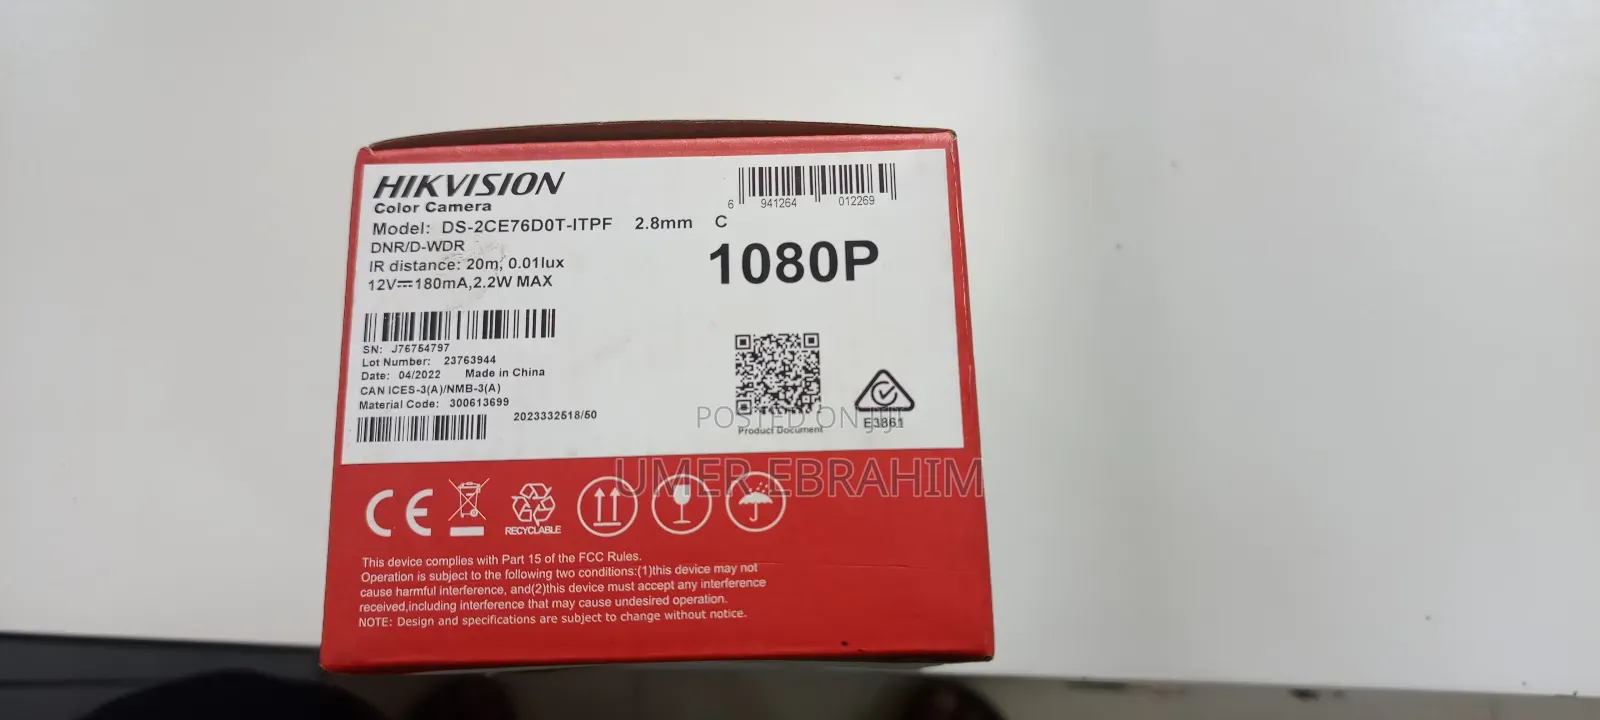 HIKVISION
Color Camera
Model: DS-2CE76D0T-ITPF 2.8mm C
DNR/D-WDR
IR distance: 20m, 0.01lux
12V⎓180mA,2.2W MAX
6 941264 012269
1080P
SN: J76754797
Lot Number: 23763944
Date: 04/2022 Made in China
CAN ICES-3(A)/NMB-3(A)
Material Code: 300613699
2023332518/50
Product Document
E3861
POSTED ON jiji
UMER EBRAHIM
CE
RECYCLABLE
This device complies with Part 15 of the FCC Rules.
Operation is subject to the following two conditions:(1)this device may not
cause harmful interference, and(2)this device must accept any interference
received,including interference that may cause undesired operation.
NOTE: Design and specifications are subject to change without notice.